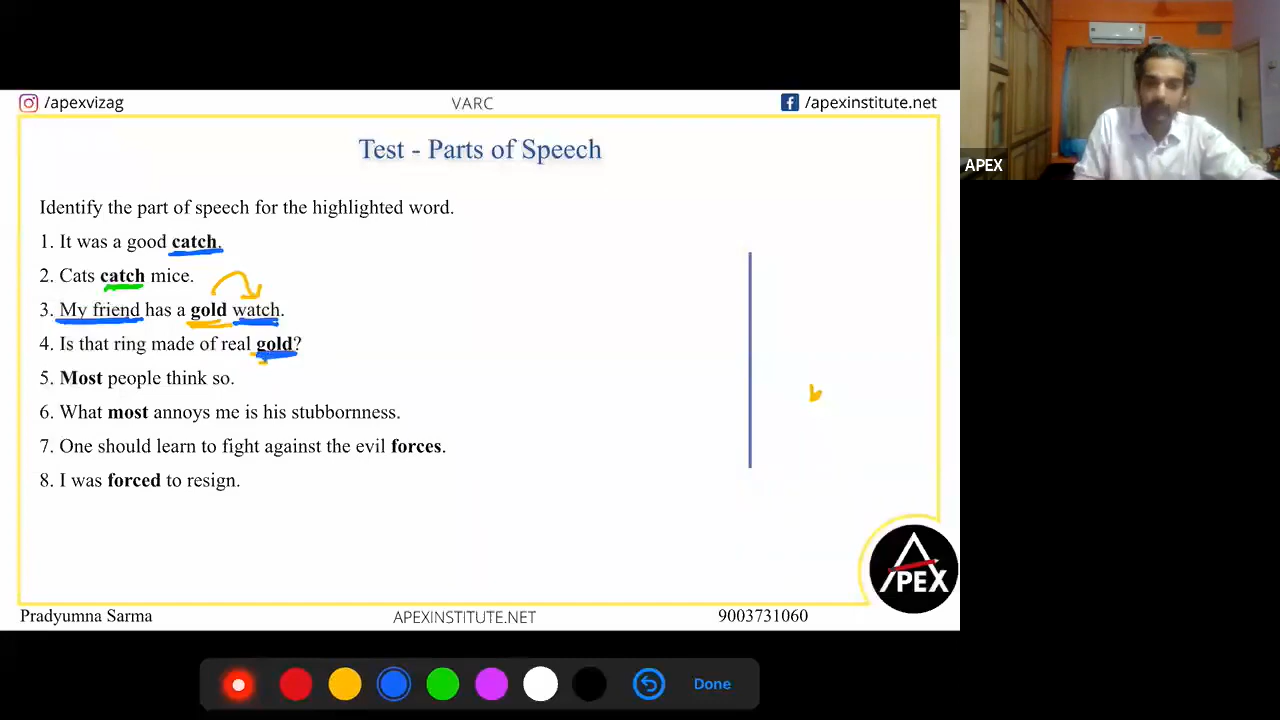 /apexvizag
VARC
/apexinstitute.net
Test - Parts of Speech
APEX
Identify the part of speech for the highlighted word.
1. It was a good catch.
2. Cats catch mice.
3. My friend has a gold watch.
4. Is that ring made of real gold?
5. Most people think so.
6. What most annoys me is his stubbornness.
7. One should learn to fight against the evil forces.
8. I was forced to resign.
APEX
Pradyumna Sarma
APEXINSTITUTE.NET
9003731060
Done